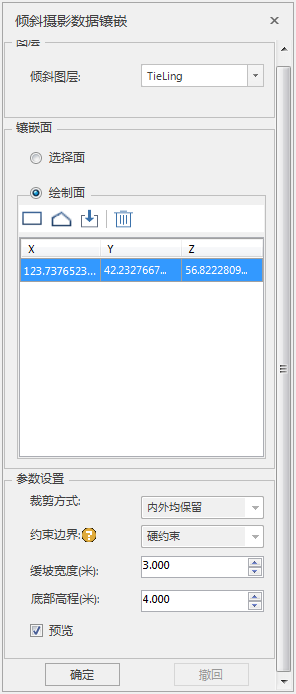 倾斜摄影数据镶嵌
图层
倾斜图层: TieLing
镶嵌面
选择面
绘制面
X Y Z
123.7376523... 42.2327667... 56.8222809...
参数设置
裁剪方式: 内外均保留
约束边界: ? 硬约束
缓坡宽度(米): 3.000
底部高程(米): 4.000
预览
确定 撤回